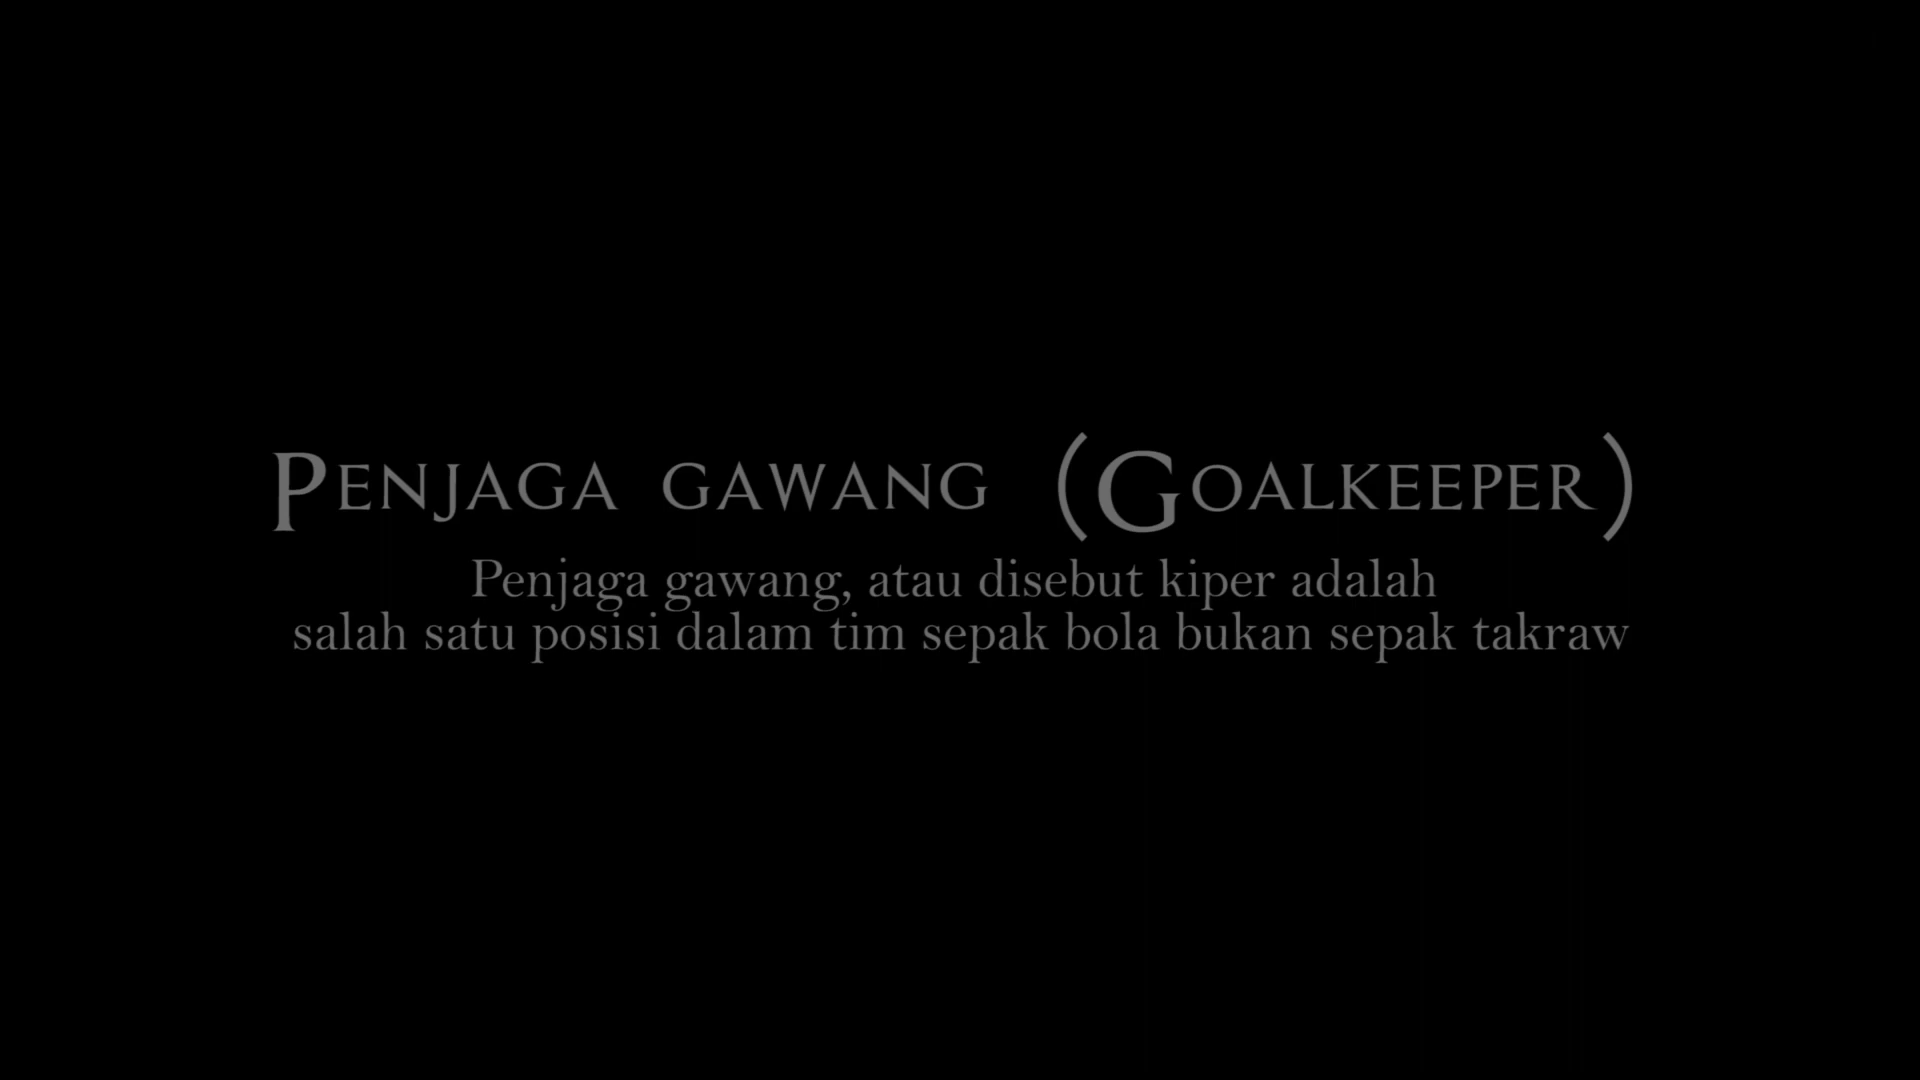 Penjaga gawang (Goalkeeper)
Penjaga gawang, atau disebut kiper adalah
salah satu posisi dalam tim sepak bola bukan sepak takraw